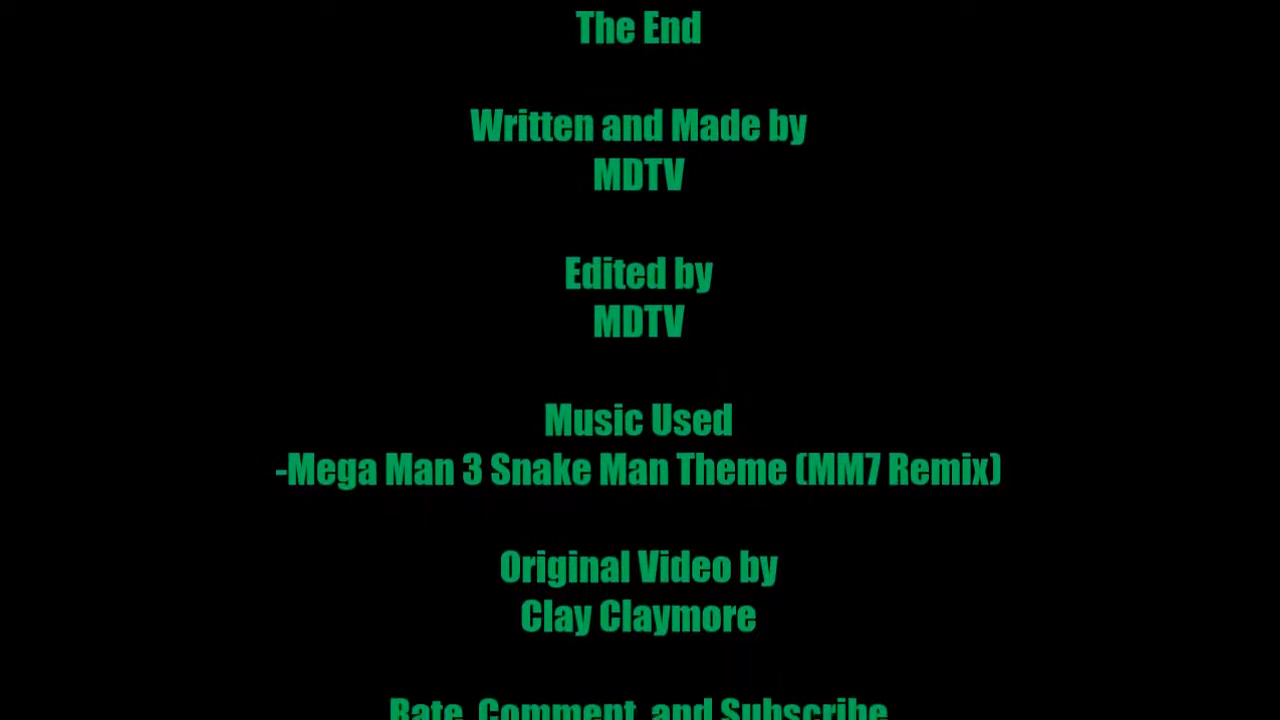 The End
Written and Made by
MDTV
Edited by
MDTV
Music Used
-Mega Man 3 Snake Man Theme (MM7 Remix)
Original Video by
Clay Claymore
Rate, Comment, and Subscribe